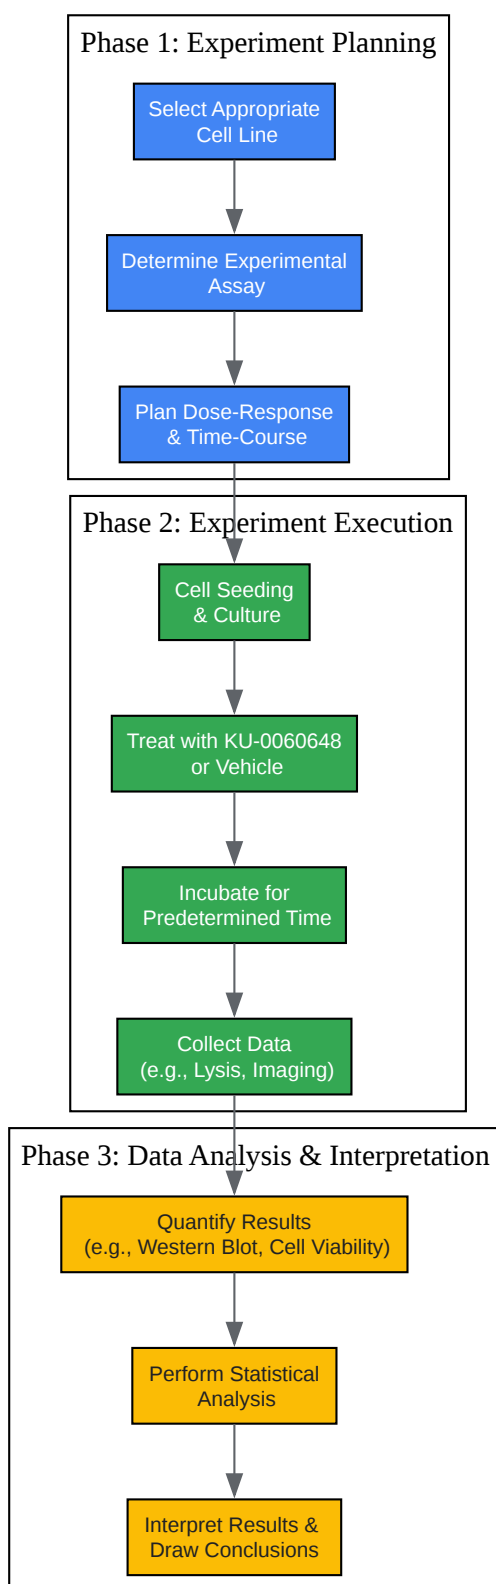 Phase 1: Experiment Planning
Select Appropriate
Cell Line
Determine Experimental
Assay
Plan Dose-Response
& Time-Course
Phase 2: Experiment Execution
Cell Seeding
& Culture
Treat with KU-0060648
or Vehicle
Incubate for
Predetermined Time
Collect Data
(e.g., Lysis, Imaging)
Phase 3: Data Analysis & Interpretation
Quantify Results
(e.g., Western Blot, Cell Viability)
Perform Statistical
Analysis
Interpret Results &
Draw Conclusions